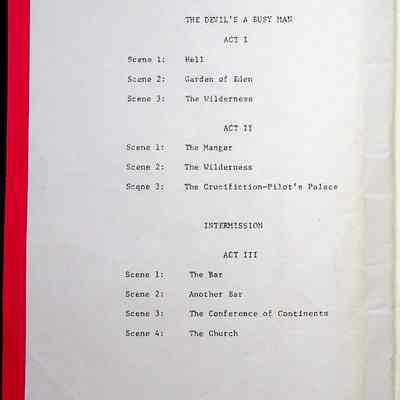 THE DEVIL'S A BUSY MAN
ACT I
Scene 1: Hell
Scene 2: Garden of Eden
Scene 3: The Wilderness
ACT II
Scene 1: The Manger
Scene 2: The Wilderness
Scene 3: The Crucifiction-Pilot's Palace
INTERMISSION
ACT III
Scene 1: The Bar
Scene 2: Another Bar
Scene 3: The Conference of Continents
Scene 4: The Church